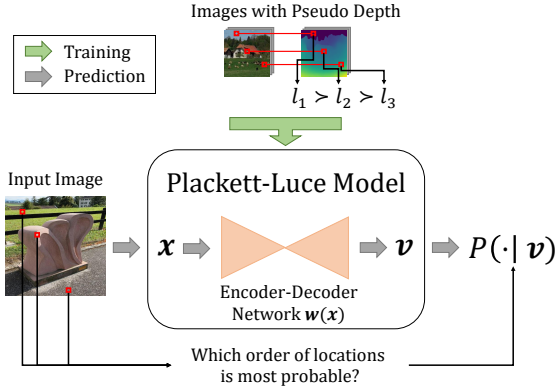 Images with Pseudo Depth
Training
Prediction
l₁ ≻ l₂ ≻ l₃
Input Image
Plackett-Luce Model
x
v
P(·| v)
Encoder-Decoder
Network w(x)
Which order of locations
is most probable?